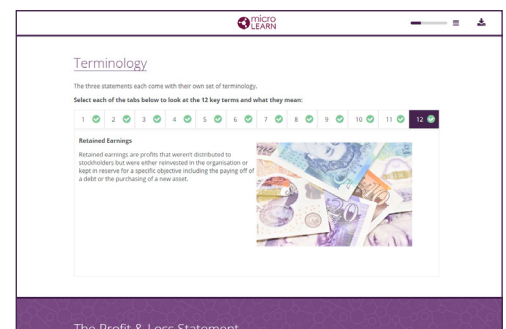 micro
LEARN
Terminology
The three statements each come with their own set of terminology.
Select each of the tabs below to look at the 12 key terms and what they mean:
1 2 3 4 5 6 7 8 9 10 11 12
Retained Earnings
Retained earnings are profits that weren't distributed to
stockholders but were either reinvested in the organisation or
kept in reserve for a specific objective including the paying off of
a debt or the purchasing of a new asset.
20
The Profit & Loss Statement